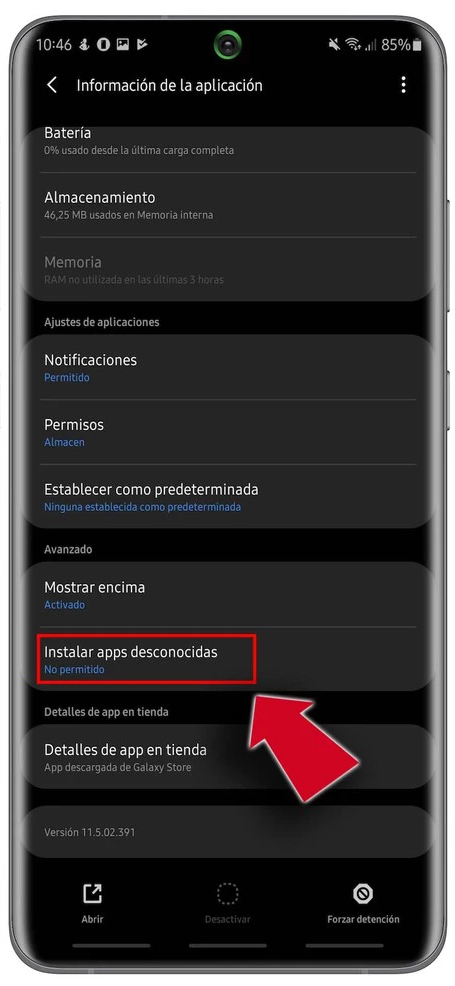 10:46
85%
Información de la aplicación
Batería
0% usado desde la última carga completa
Almacenamiento
46,25 MB usados en Memoria interna
Memoria
RAM no utilizada en las últimas 3 horas
Ajustes de aplicaciones
Notificaciones
Permitido
Permisos
Almacen
Establecer como predeterminada
Ninguna establecida como predeterminada
Avanzado
Mostrar encima
Activado
Instalar apps desconocidas
No permitido
Detalles de app en tienda
Detalles de app en tienda
App descargada de Galaxy Store
Versión 11.5.02.391
Abrir
Desactivar
Forzar detención